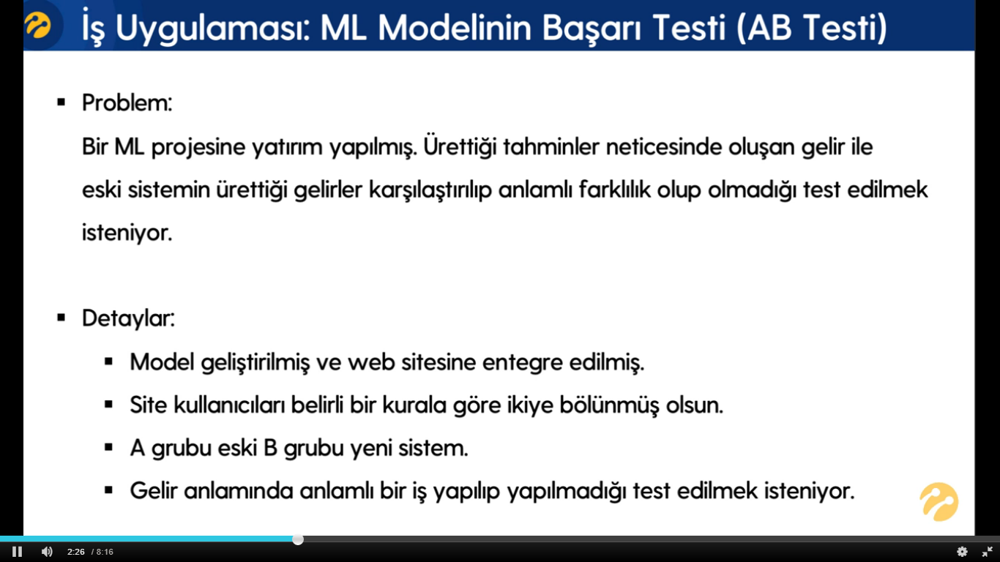 İş Uygulaması: ML Modelinin Başarı Testi (AB Testi)
▪ Problem:
Bir ML projesine yatırım yapılmış. Ürettiği tahminler neticesinde oluşan gelir ile
eski sistemin ürettiği gelirler karşılaştırılıp anlamlı farklılık olup olmadığı test edilmek
isteniyor.
▪ Detaylar:
▪ Model geliştirilmiş ve web sitesine entegre edilmiş.
▪ Site kullanıcıları belirli bir kurala göre ikiye bölünmüş olsun.
▪ A grubu eski B grubu yeni sistem.
▪ Gelir anlamında anlamlı bir iş yapılıp yapılmadığı test edilmek isteniyor.
2:26 / 8:16